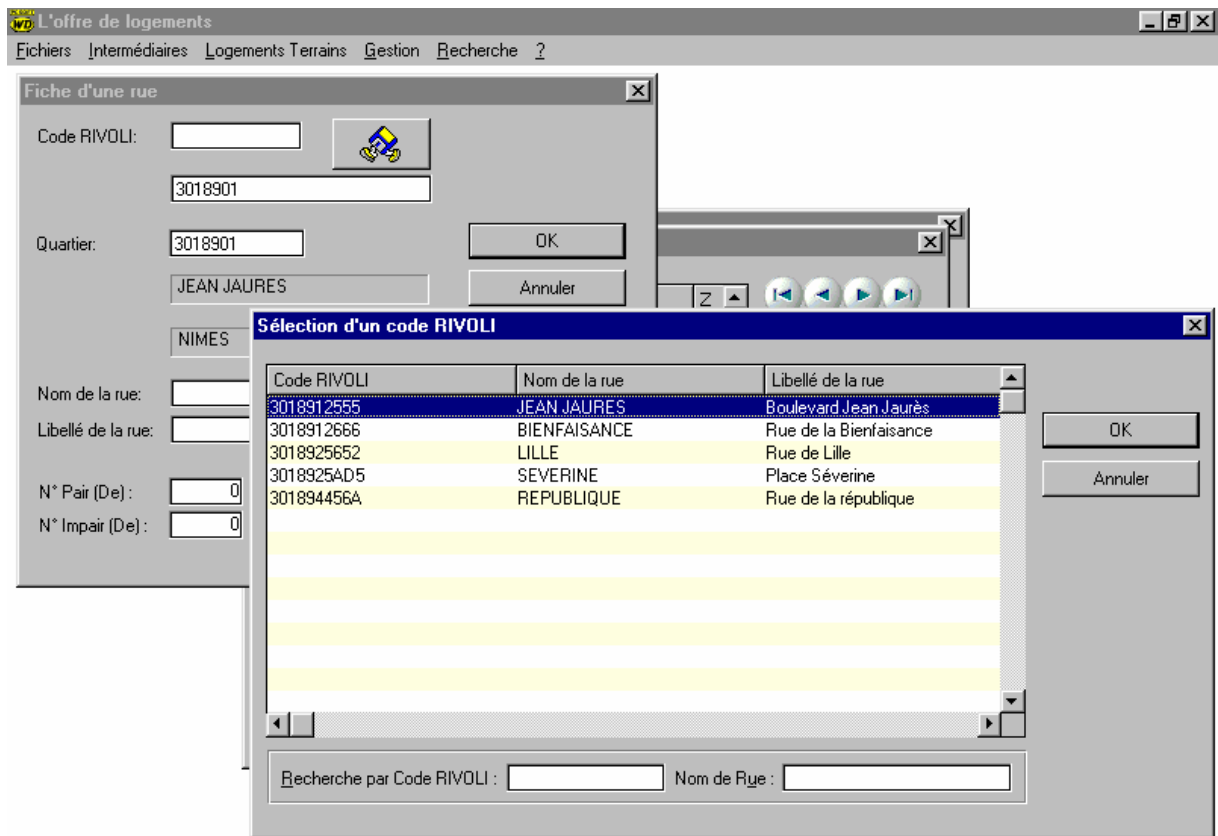 L'offre de logements
Fichiers Intermédiaires Logements Terrains Gestion Recherche ?
Fiche d'une rue
Code RIVOLI:
3018901
Quartier: 3018901 OK
JEAN JAURES Annuler
Z
NIMES
Nom de la rue:
Libellé de la rue:
N° Pair (De) : 0
N° Impair (De) : 0
Sélection d'un code RIVOLI
Code RIVOLI Nom de la rue Libellé de la rue
3018912555 JEAN JAURES Boulevard Jean Jaurès
3018912666 BIENFAISANCE Rue de la Bienfaisance
3018925652 LILLE Rue de Lille
3018925AD5 SEVERINE Place Séverine
301894456A REPUBLIQUE Rue de la république
OK
Annuler
Recherche par Code RIVOLI : Nom de Rue :